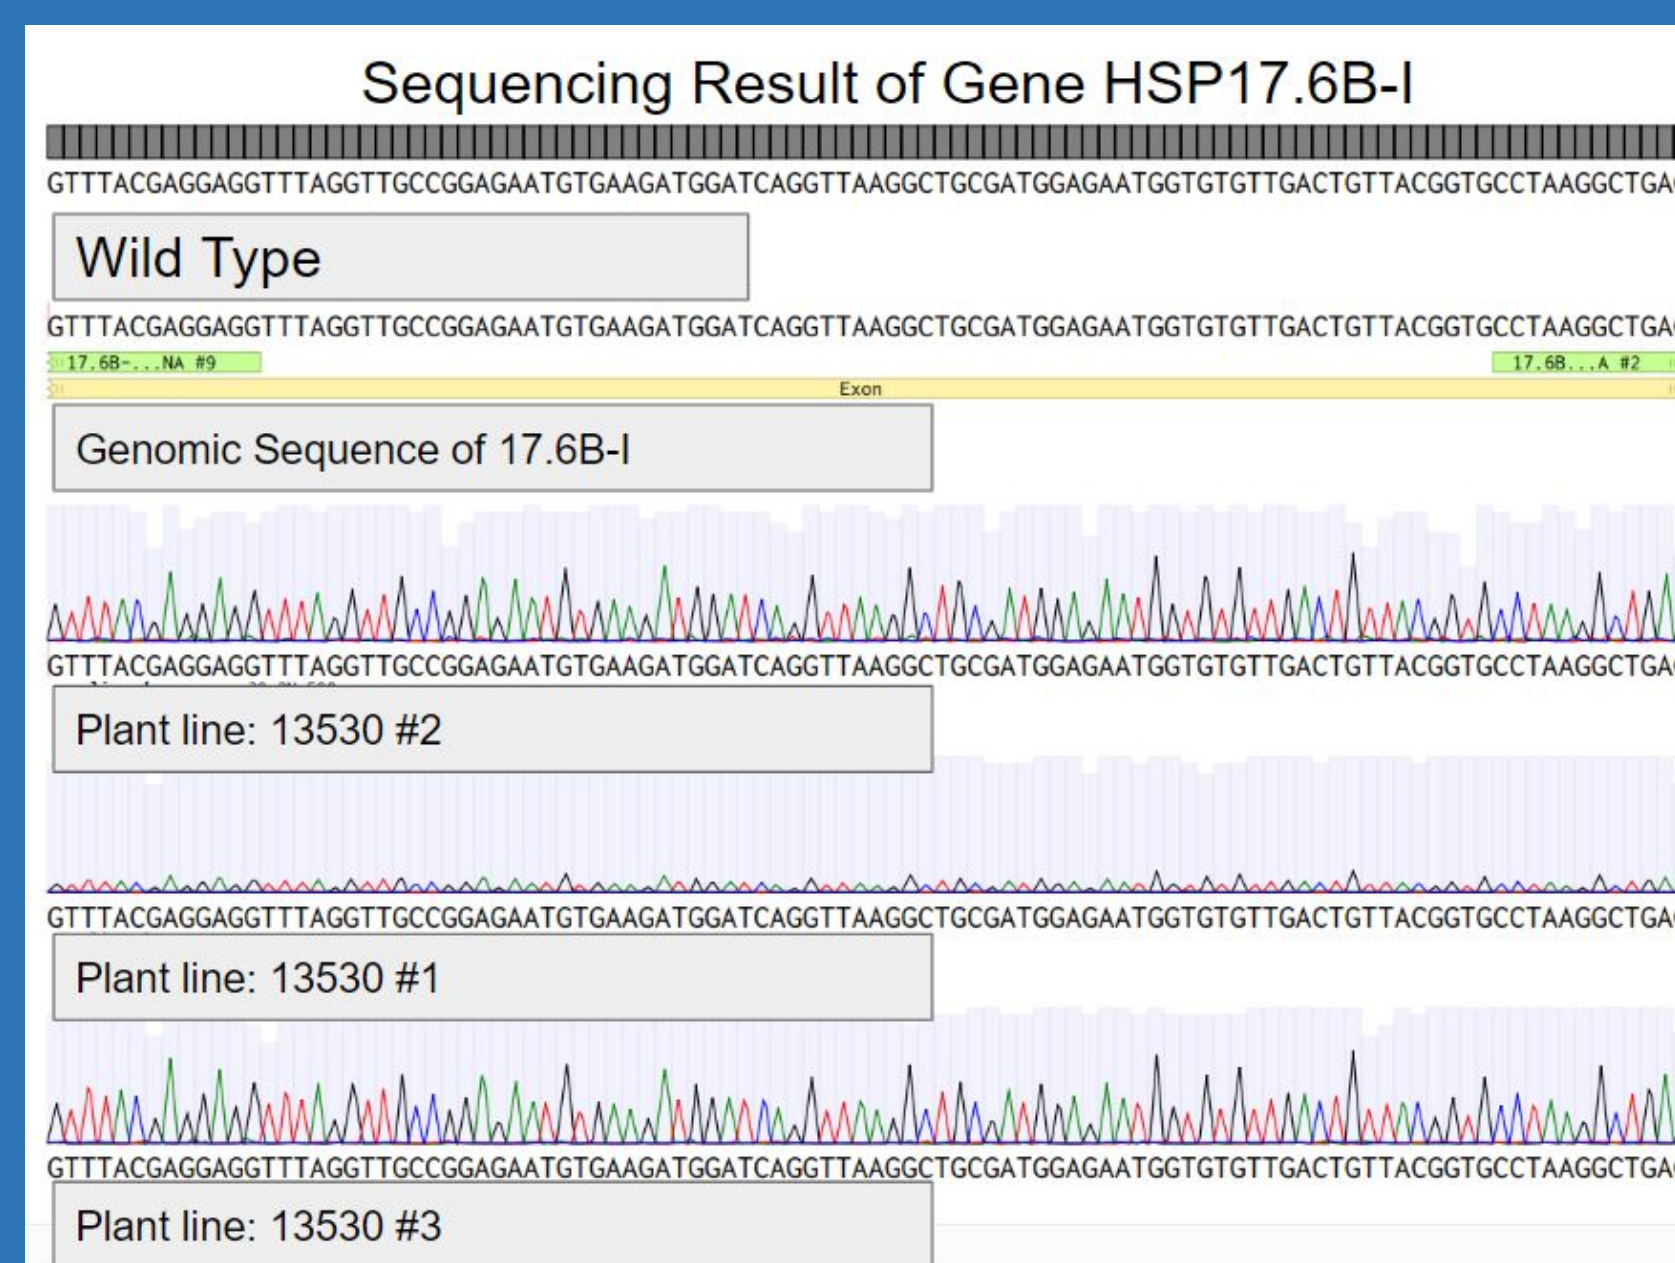 Sequencing Result of Gene HSP17.6B-I
GTTTACGAGGAGGTTTAGGTTGCCGGAGAATGTGAAGATGGATCAGGTTAAGGCTGCGATGGAGAATGGTGTGTTGACTGTTACGGTGCCTAAGGCTGA
Wild Type
GTTTACGAGGAGGTTTAGGTTGCCGGAGAATGTGAAGATGGATCAGGTTAAGGCTGCGATGGAGAATGGTGTGTTGACTGTTACGGTGCCTAAGGCTGA
17.6B-...NA #9 17.6B...A #2
Exon
Genomic Sequence of 17.6B-I
GTTTACGAGGAGGTTTAGGTTGCCGGAGAATGTGAAGATGGATCAGGTTAAGGCTGCGATGGAGAATGGTGTGTTGACTGTTACGGTGCCTAAGGCTGA
Plant line: 13530 #2
GTTTACGAGGAGGTTTAGGTTGCCGGAGAATGTGAAGATGGATCAGGTTAAGGCTGCGATGGAGAATGGTGTGTTGACTGTTACGGTGCCTAAGGCTGA
Plant line: 13530 #1
GTTTACGAGGAGGTTTAGGTTGCCGGAGAATGTGAAGATGGATCAGGTTAAGGCTGCGATGGAGAATGGTGTGTTGACTGTTACGGTGCCTAAGGCTGA
Plant line: 13530 #3